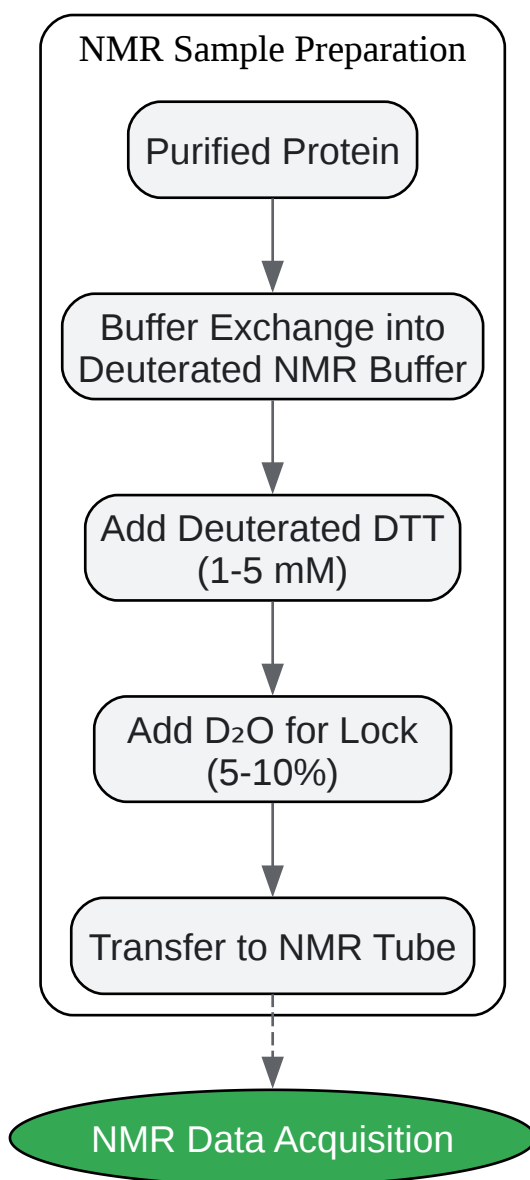 NMR Sample Preparation
Purified Protein
Buffer Exchange into
Deuterated NMR Buffer
Add Deuterated DTT
(1-5 mM)
Add D₂O for Lock
(5-10%)
Transfer to NMR Tube
NMR Data Acquisition